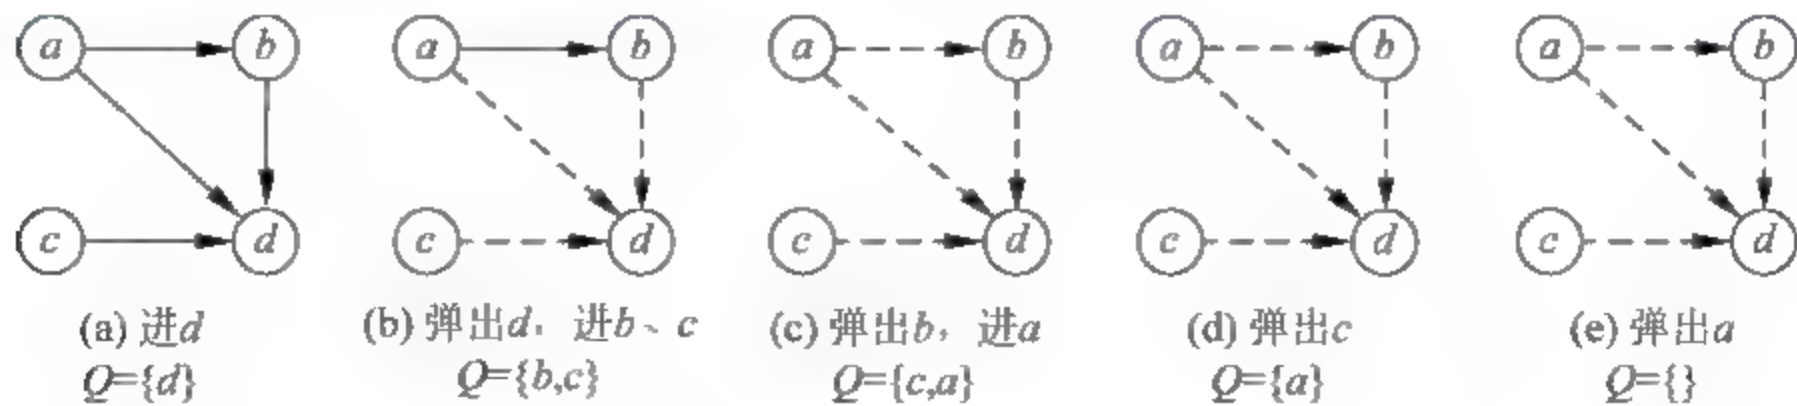 a b
c d
a b
c d
a b
c d
a b
c d
a b
c d
(a) 进d
Q={d}
(b) 弹出d，进b、c
Q={b,c}
(c) 弹出b，进a
Q={c,a}
(d) 弹出c
Q={a}
(e) 弹出a
Q={}